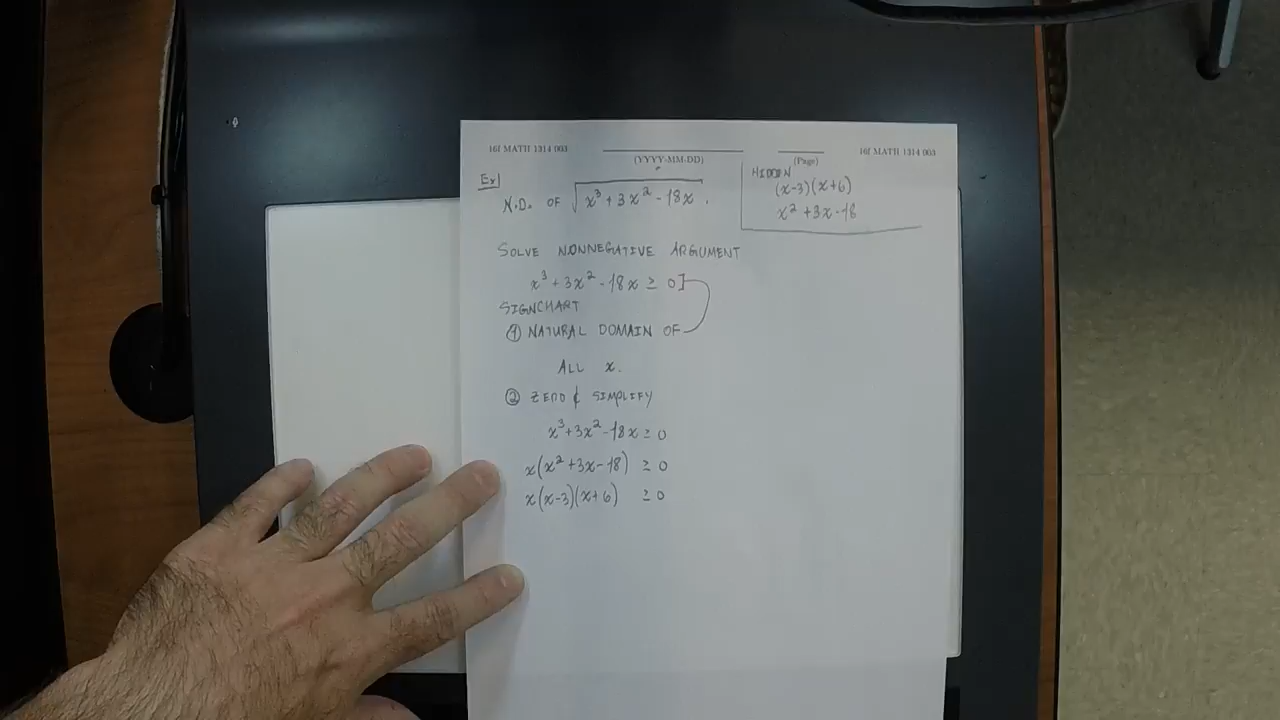 16f MATH 1314 003
(YYYY-MM-DD)
(Page)
16f MATH 1314 003
Ex1
N.D. OF √(x³ + 3x² - 18x).
HIDDEN
(x-3)(x+6)
x² + 3x - 18
SOLVE NONNEGATIVE ARGUMENT
x³ + 3x² - 18x ≥ 0]
SIGNCHART
① NATURAL DOMAIN OF
ALL x.
② ZERO & SIMPLIFY
x³ + 3x² - 18x ≥ 0
x(x² + 3x - 18) ≥ 0
x(x-3)(x+6) ≥ 0